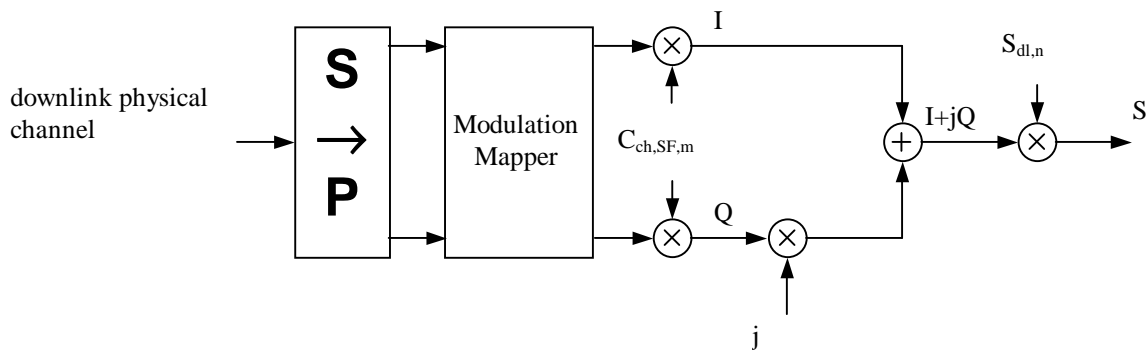 downlink physical
channel
S
→
P
Modulation
Mapper
I
C_ch,SF,m
Q
j
I+jQ
S_dl,n
S